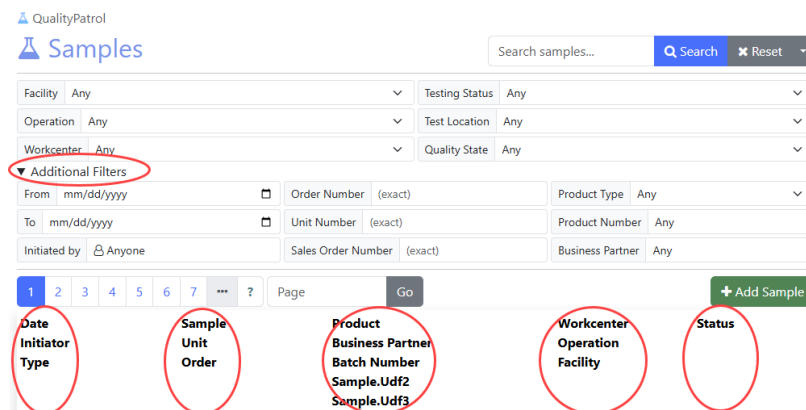 QualityPatrol
Samples
Search samples... Search Reset
Facility Any Testing Status Any
Operation Any Test Location Any
Workcenter Any Quality State Any
▼ Additional Filters
From mm/dd/yyyy Order Number (exact) Product Type Any
To mm/dd/yyyy Unit Number (exact) Product Number Any
Initiated by Anyone Sales Order Number (exact) Business Partner Any
1 2 3 4 5 6 7 ... ? Page Go + Add Sample
Date Sample Product Workcenter Status
Initiator Unit Business Partner Operation
Type Order Batch Number Facility
Sample.Udf2
Sample.Udf3